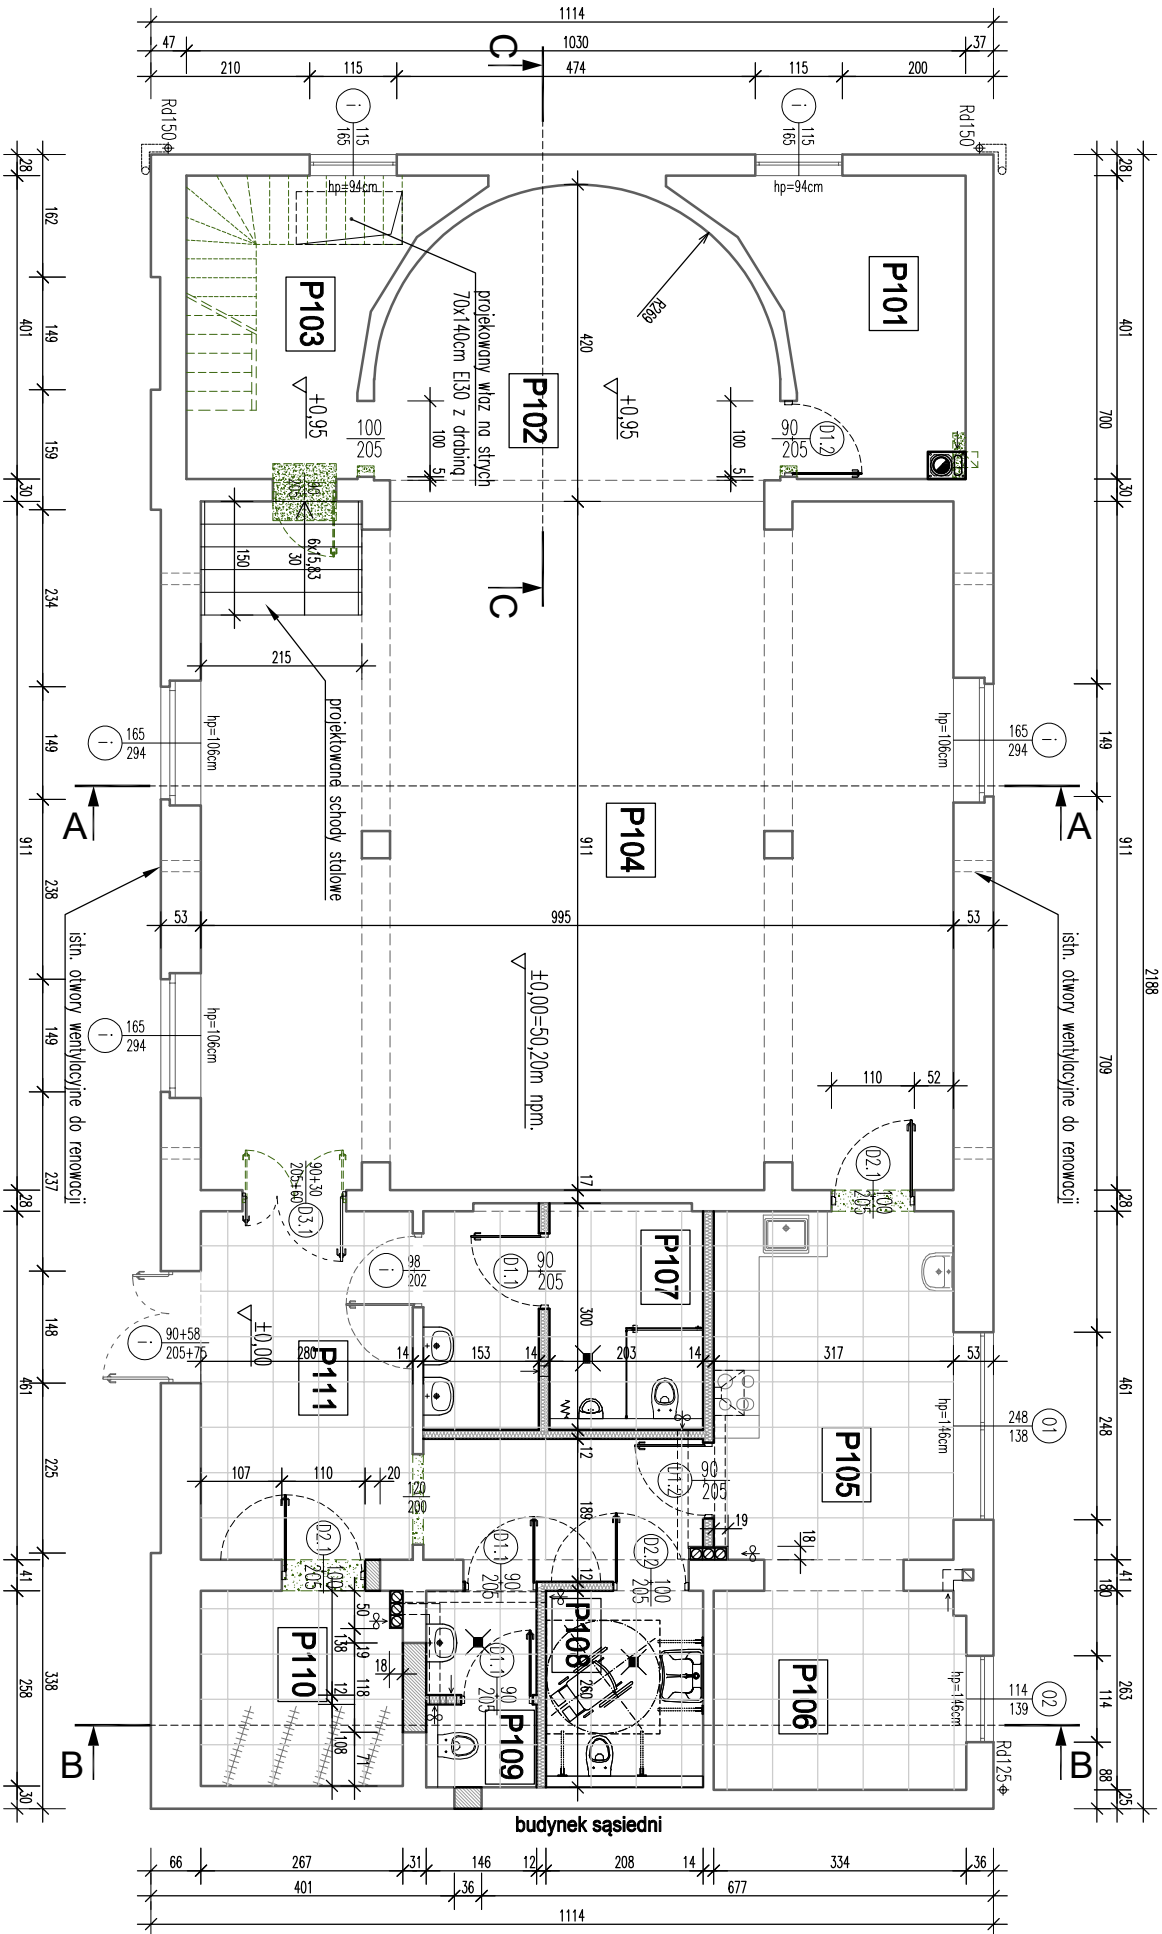 1114
47
1030
37
210
115
474
115
200
C
C
i
115
165
i
115
165
Rd150
Rd150
hp=94cm
hp=94cm
28
162
149
401
159
30
234
149
911
238
149
237
28
148
461
225
41
338
258
30
28
401
700
30
149
911
709
2188
28
461
248
41
180
263
114
88
25
P101
P102
P103
R269
420
+0,95
+0,95
projekowany właz na strych
70x140cm EI30 z drabiną
100
205
100
5
100
5
90
205
D1.2
90
205
6x15,83
30
150
215
projektowane schody stalowe
i
165
294
hp=106cm
i
165
294
hp=106cm
i
165
294
hp=106cm
A
A
P104
911
53
995
53
±0,00=50,20m npm.
istn. otwory wentylacyjne do renowacji
istn. otwory wentylacyjne do renowacji
110
52
D2.1
100
205
17
90+30
205+60
D3.1
i
98
202
D1.1
90
205
P107
300
i
90+58
205+75
±0,00
280
P111
14
153
14
203
14
317
53
01
248
138
hp=146cm
P105
12
189
D1.2
90
205
19
18
107
110
20
120
200
D2.1
100
205
D1.1
90
205
D2.2
100
205
12
P110
50
138
19
118
12
108
71
18
D1.1
90
205
P109
P108
260
P106
02
114
139
hp=146cm
Rd125
B
B
budynek sąsiedni
66
267
31
146
12
208
14
334
36
401
36
677
1114